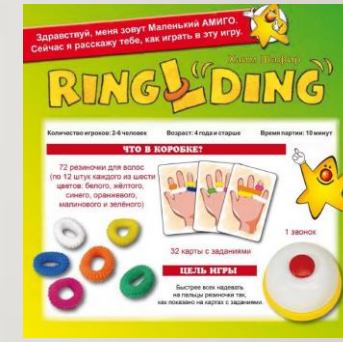 Здравствуй, меня зовут Маленький АМИГО.
Сейчас я расскажу тебе, как играть в эту игру.
Хаим Шафир
RING L DING
Количество игроков: 2-6 человек Возраст: 4 года и старше Время партии: 10 минут
ЧТО В КОРОБКЕ?
72 резиночки для волос
(по 12 штук каждого из шести
цветов: белого, жёлтого,
синего, оранжевого,
малинового и зелёного)
1 звонок
32 карты с заданиями
ЦЕЛЬ ИГРЫ
Быстрее всех надевать
на пальцы резиночки так,
как показано на картах с заданиями.